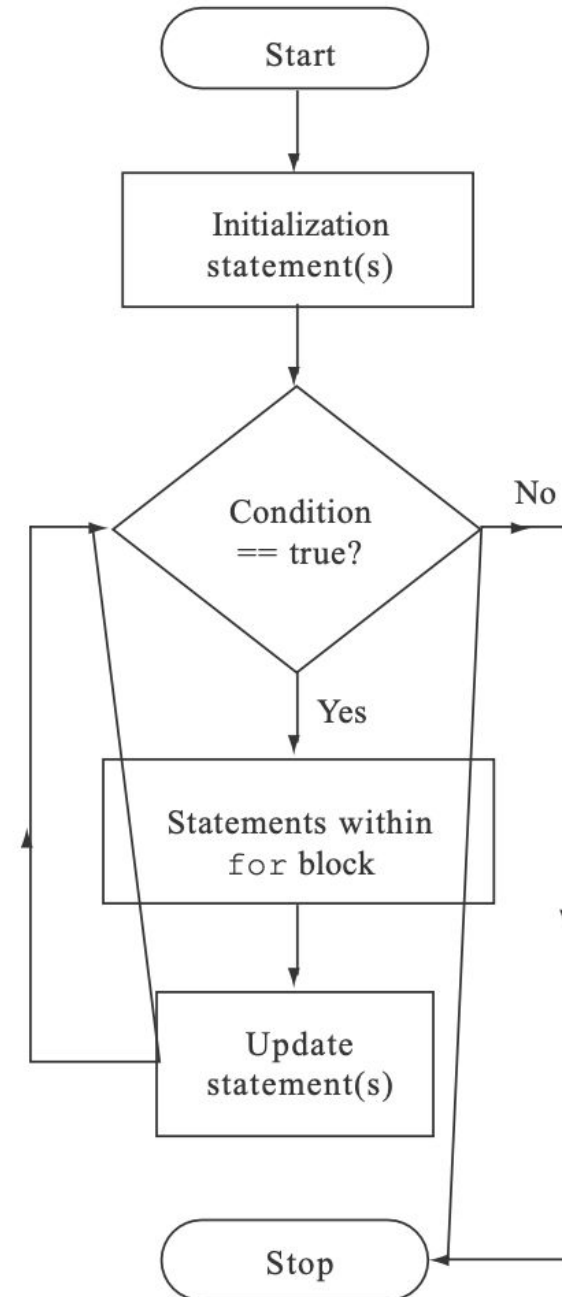 Start
Initialization
statement(s)
Condition
== true?
No
Yes
Statements within
for block
Update
statement(s)
Stop